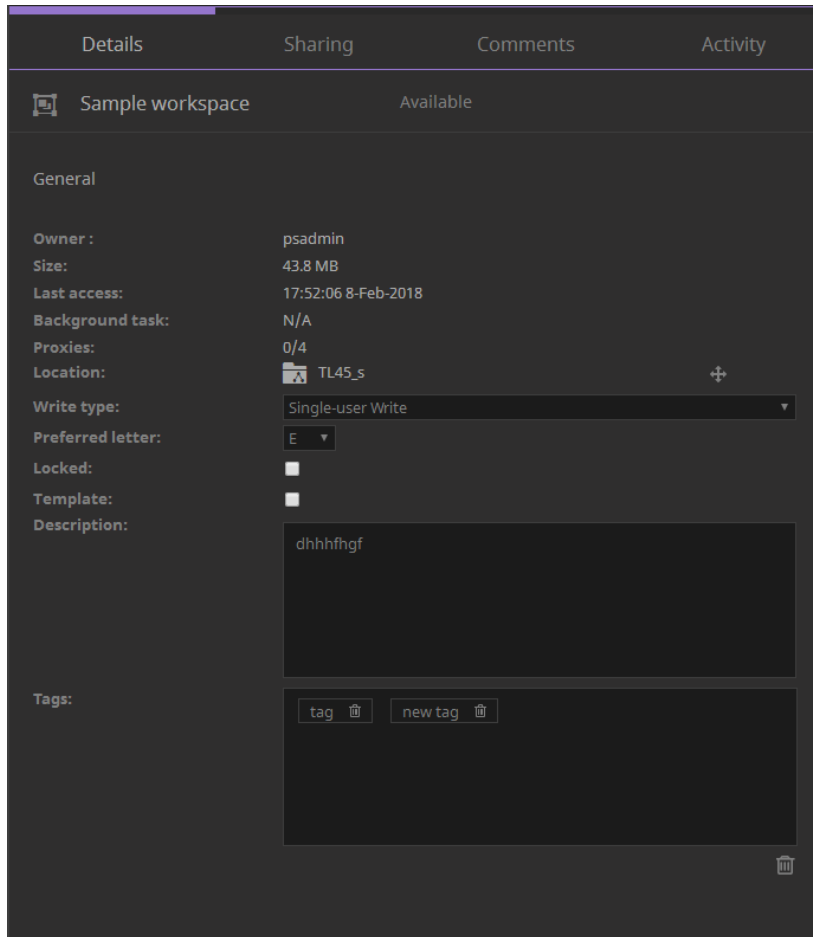 Details Sharing Comments Activity
Sample workspace Available
General
Owner : psadmin
Size: 43.8 MB
Last access: 17:52:06 8-Feb-2018
Background task: N/A
Proxies: 0/4
Location: TL45_s
Write type: Single-user Write
Preferred letter: E
Locked:
Template:
Description: dhhhfhgf
Tags: tag new tag